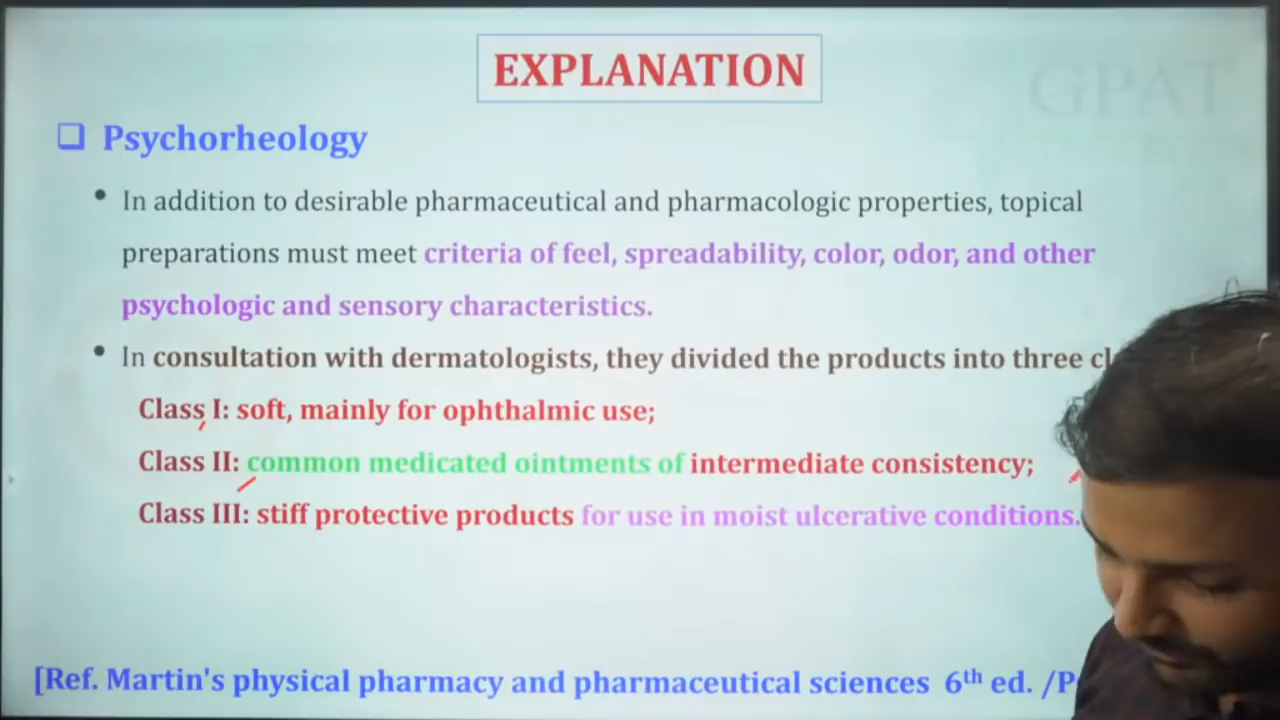 GPAT
EXPLANATION
❑ Psychorheology
• In addition to desirable pharmaceutical and pharmacologic properties, topical
preparations must meet criteria of feel, spreadability, color, odor, and other
psychologic and sensory characteristics.
• In consultation with dermatologists, they divided the products into three
Class I: soft, mainly for ophthalmic use;
Class II: common medicated ointments of intermediate consistency;
Class III: stiff protective products for use in moist ulcerative conditions.
[Ref. Martin's physical pharmacy and pharmaceutical sciences 6th ed. /P